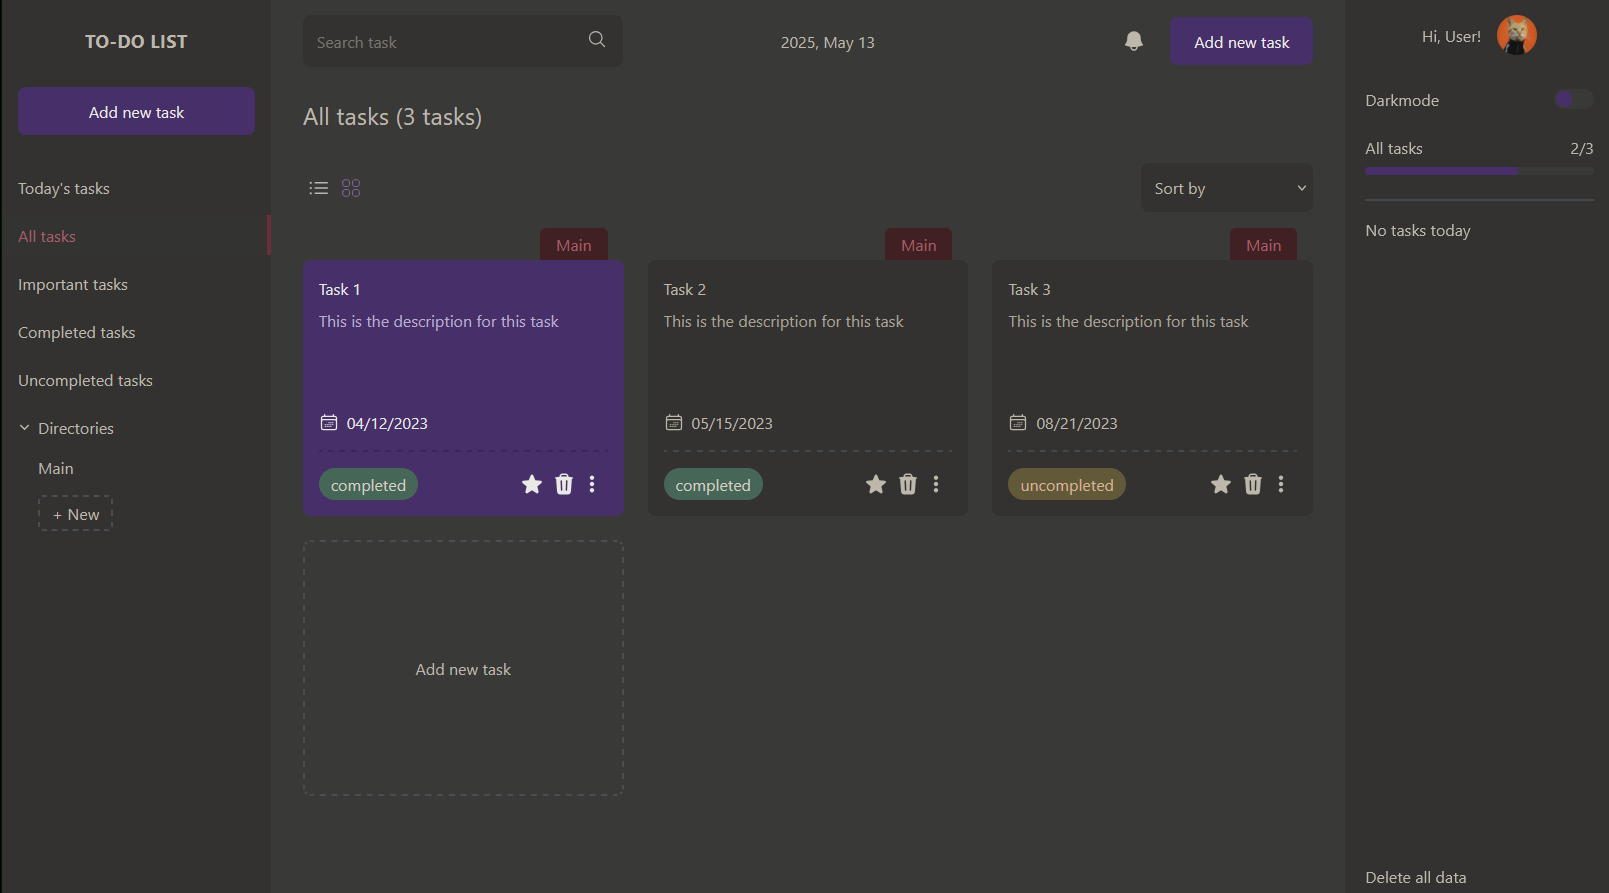 TO-DO LIST
Add new task
Today's tasks
All tasks
Important tasks
Completed tasks
Uncompleted tasks
Directories
Main
+ New
Search task
2025, May 13
Add new task
All tasks (3 tasks)
Sort by
Main
Task 1
This is the description for this task
04/12/2023
completed
Main
Task 2
This is the description for this task
05/15/2023
completed
Main
Task 3
This is the description for this task
08/21/2023
uncompleted
Add new task
Hi, User!
Darkmode
All tasks 2/3
No tasks today
Delete all data